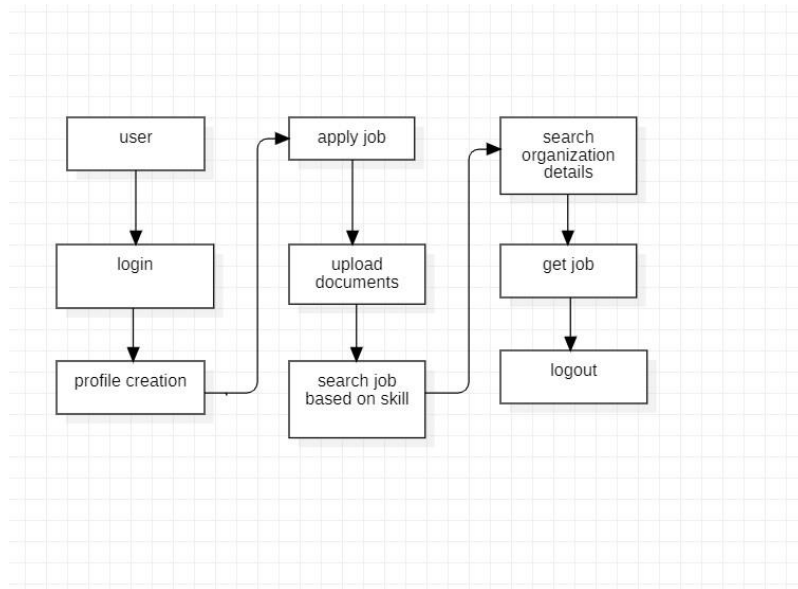 user
login
profile creation
apply job
upload
documents
search job
based on skill
search
organization
details
get job
logout